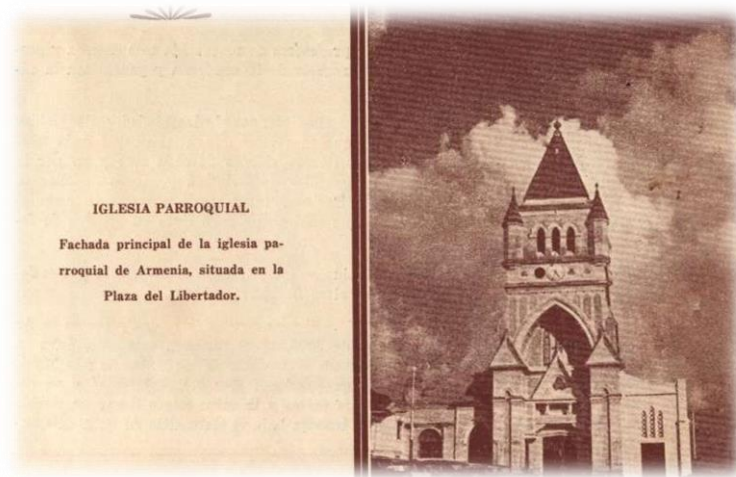 IGLESIA PARROQUIAL
Fachada principal de la iglesia pa-
rroquial de Armenia, situada en la
Plaza del Libertador.